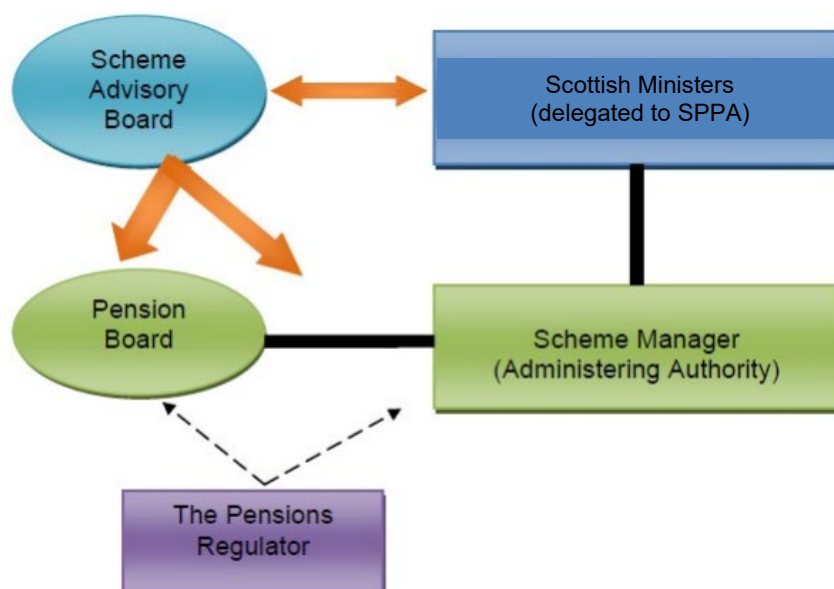 Scheme
Advisory
Board
Scottish Ministers
(delegated to SPPA)
Pension
Board
Scheme Manager
(Administering Authority)
The Pensions
Regulator